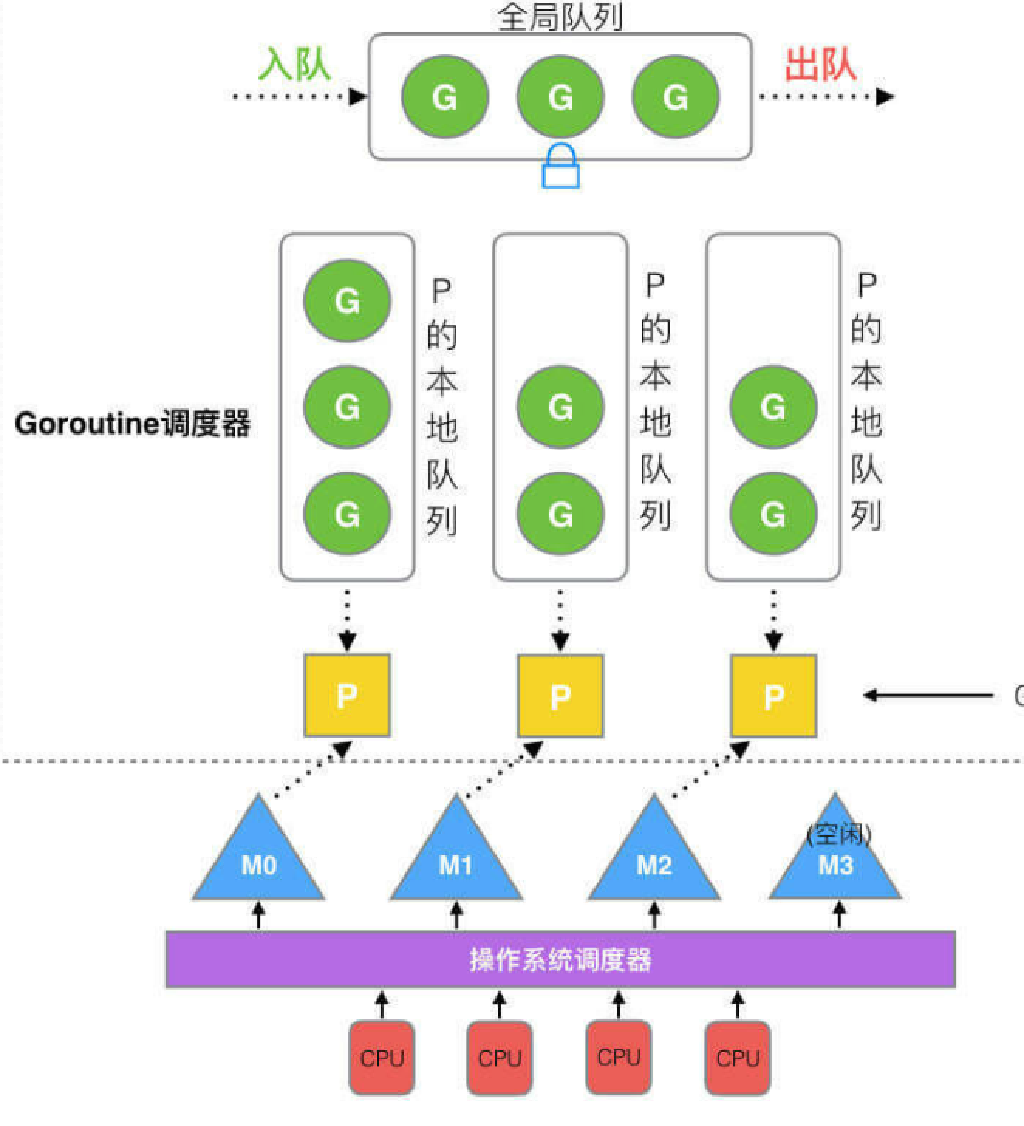 全局队列
入队
出队
G G G
G
G
G
P的本地队列
G
G
P的本地队列
G
G
P的本地队列
Goroutine调度器
P P P
(空闲)
M0 M1 M2 M3
操作系统调度器
CPU CPU CPU CPU